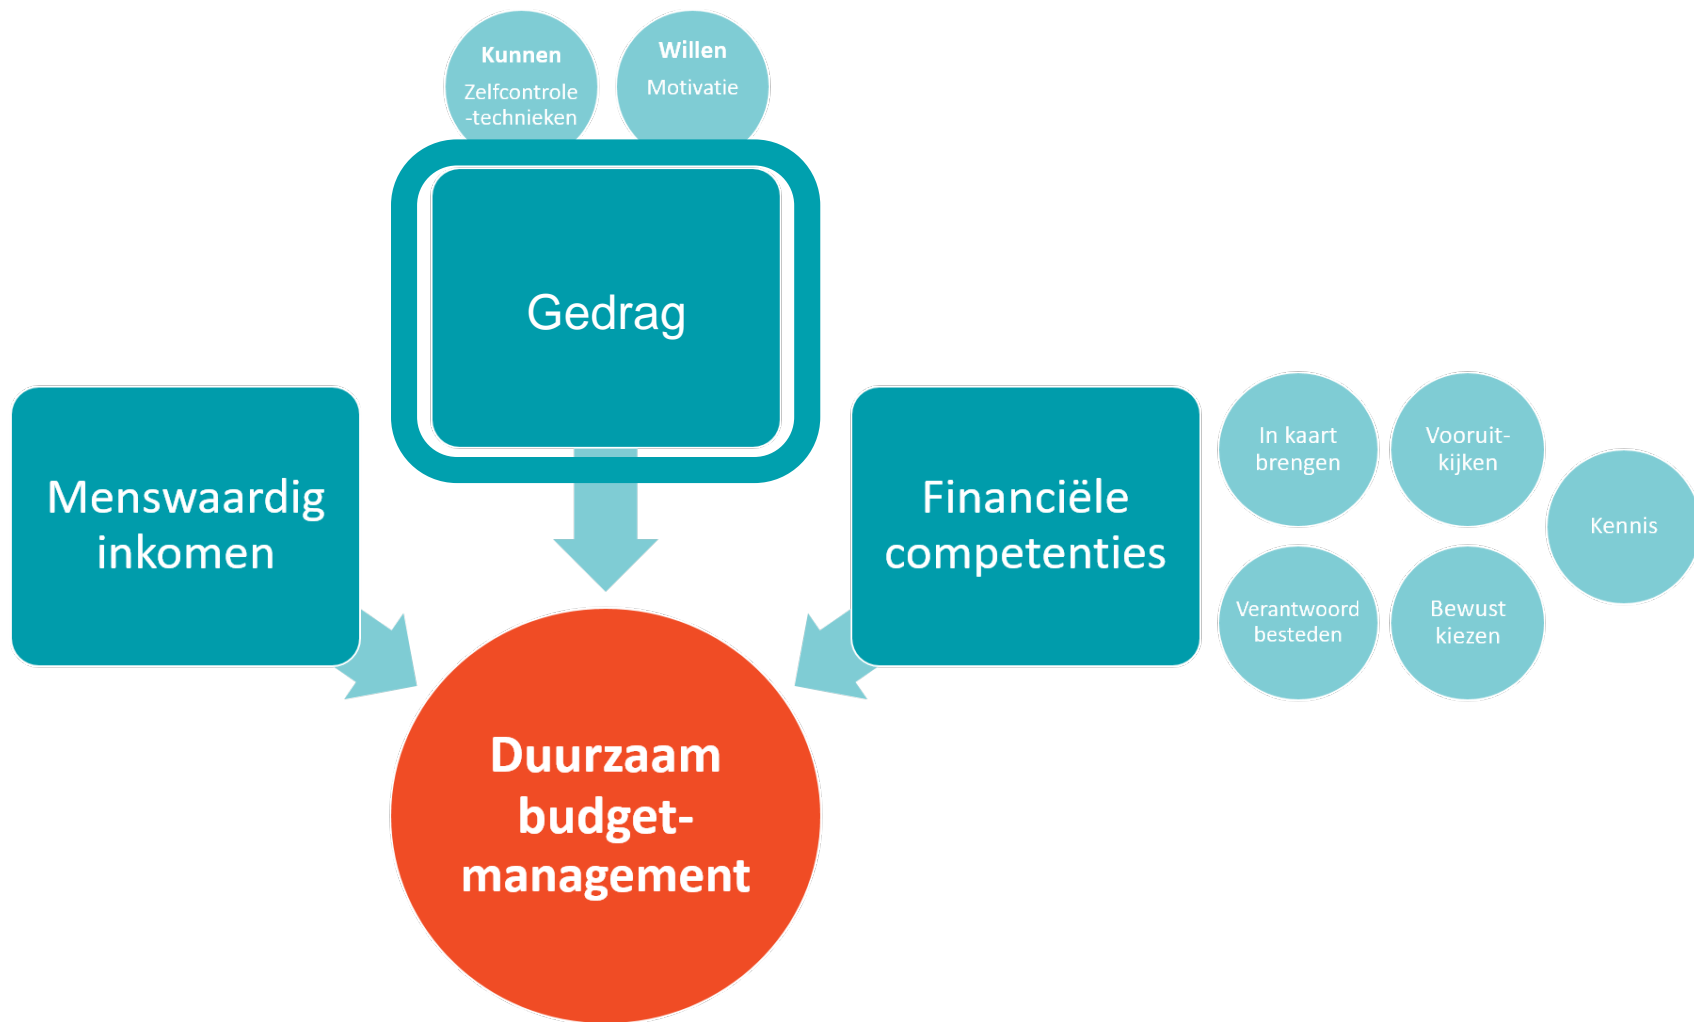 Kunnen
Zelfcontrole
-technieken
Willen
Motivatie
Gedrag
Menswaardig
inkomen
Financiële
competenties
In kaart
brengen
Vooruit-
kijken
Kennis
Verantwoord
besteden
Bewust
kiezen
Duurzaam
budget-
management